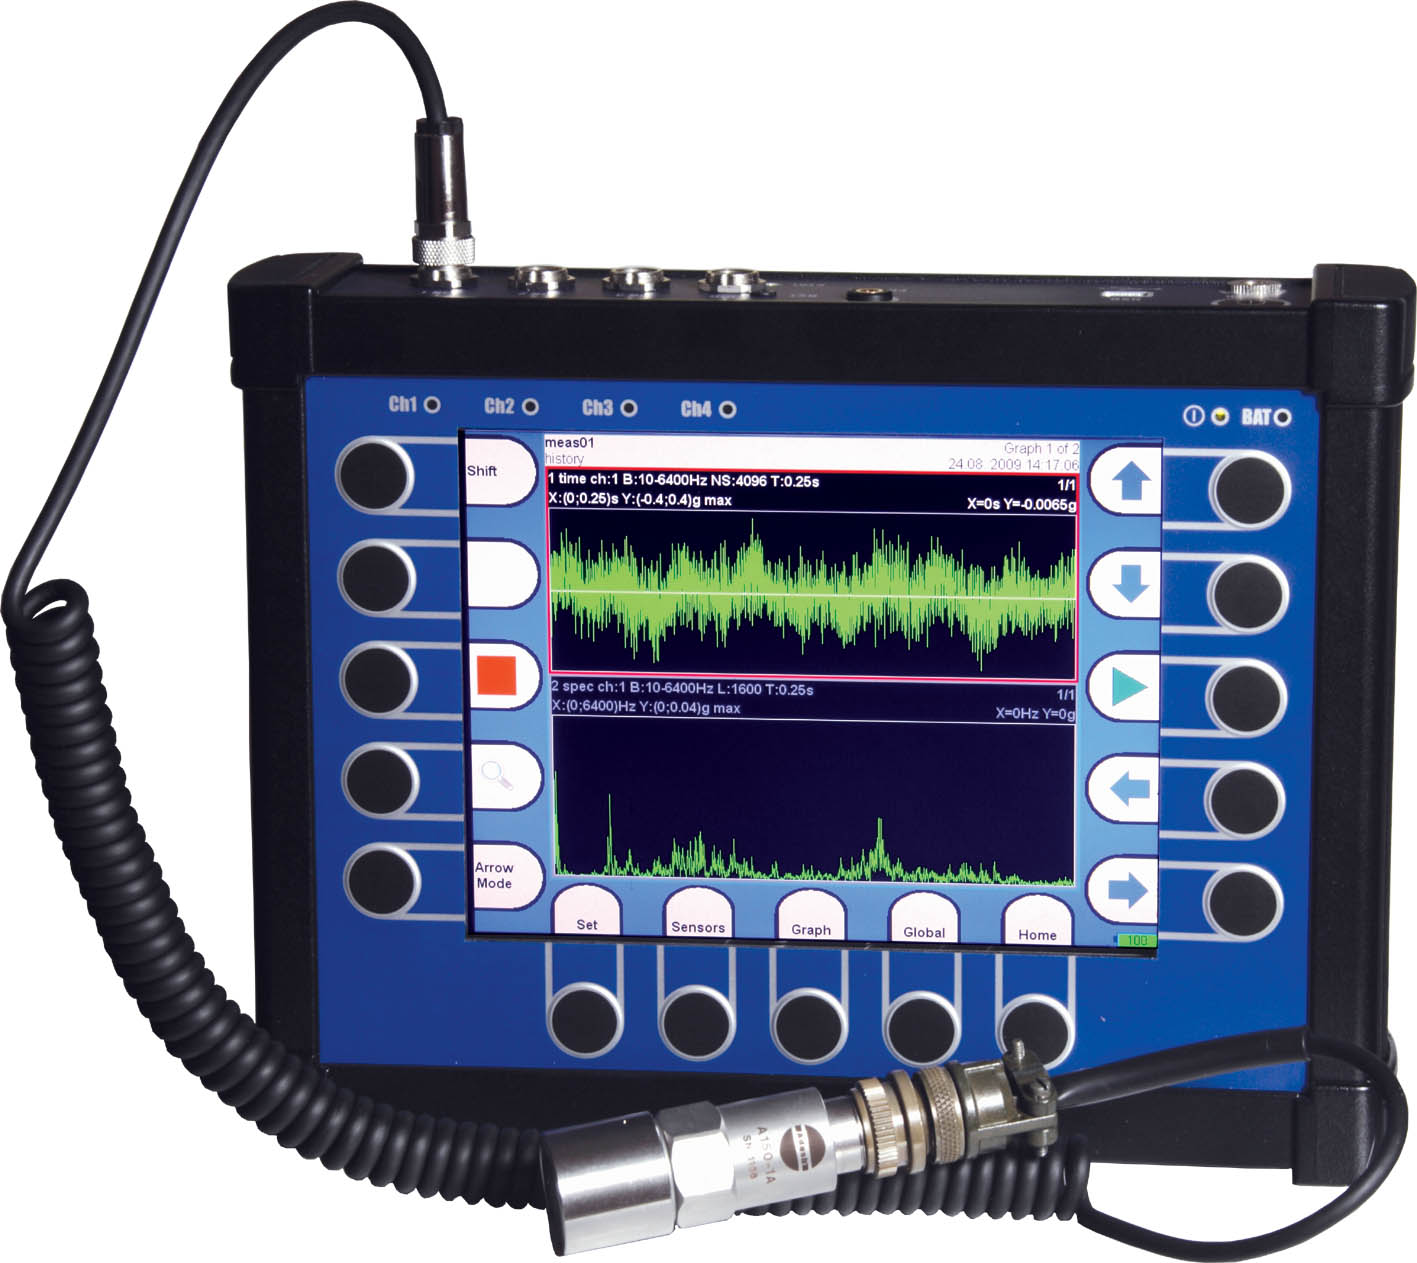 Ch1 Ch2 Ch3 Ch4
BAT
Shift
meas01
Graph 1 of 2
history
24.08. 2009 14:17:06
1 time ch:1 B:10-6400Hz NS:4096 T:0.25s
1/1
X:(0;0.25)s Y:(-0.4;0.4)g max
X=0s Y=-0.0065g
2 spec ch:1 B:10-6400Hz L:1600 T:0.25s
1/1
X:(0;6400)Hz Y:(0;0.04)g max
X=0Hz Y=0g
Arrow
Mode
Set
Sensors
Graph
Global
Home
100
A150-1A
SN